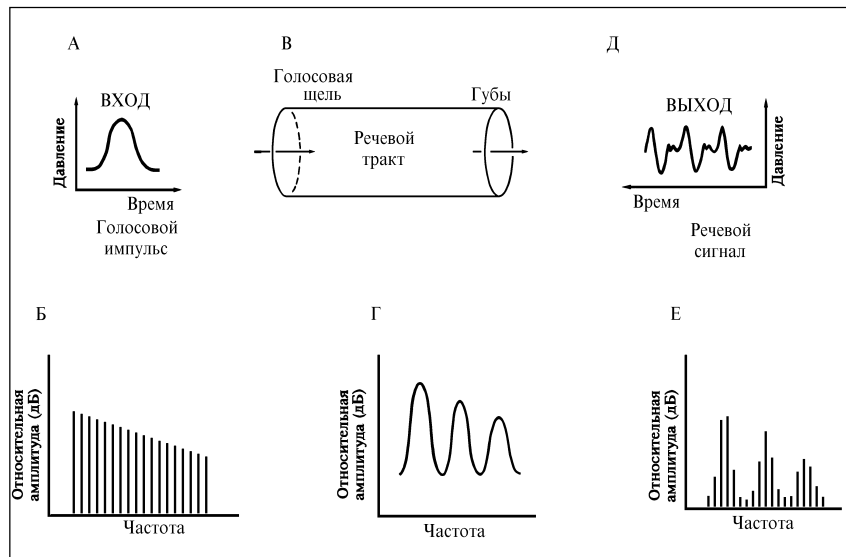 А
ВХОД
Давление
Время
Голосовой
импульс
В
Голосовая
щель
Губы
Речевой
тракт
Д
ВЫХОД
Давление
Время
Речевой
сигнал
Б
Относительная
амплитуда (дБ)
Частота
Г
Относительная
амплитуда (дБ)
Частота
Е
Относительная
амплитуда (дБ)
Частота